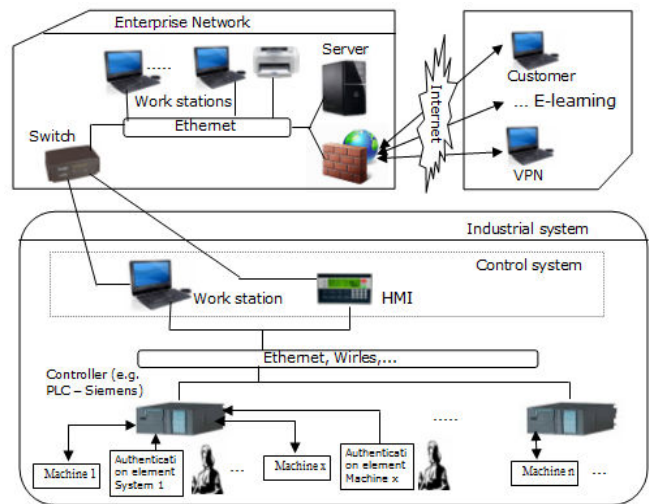 Enterprise Network
Server
.....
Work stations
Ethernet
Switch
Internet
Customer
... E-learning
VPN
Industrial system
Control system
Work station
HMI
Ethernet, Wirles,...
Controller (e.g.
PLC – Siemens)
.....
Machine 1
Authenticati
on element
System 1
...
Machine x
Authenticati
on element
Machine x
Machine n
...